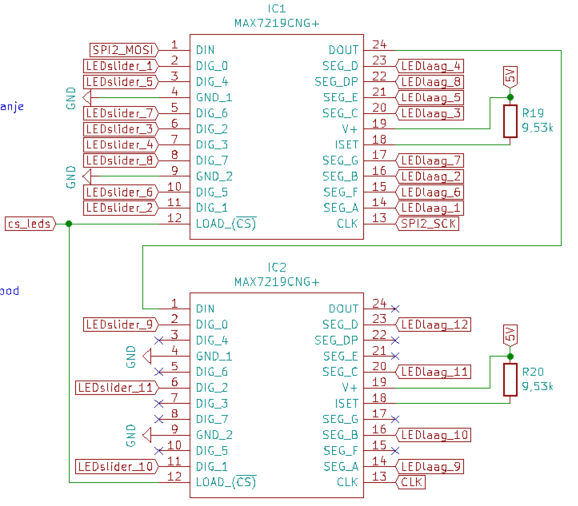 IC1
MAX7219CNG+
SPI2_MOSI 1 DIN DOUT 24
LEDslider_1 2 DIG_0 SEG_D 23 LEDlaag_4
LEDslider_5 3 DIG_4 SEG_DP 22 LEDlaag_8
GND 4 GND_1 SEG_E 21 LEDlaag_5
LEDslider_7 5 DIG_6 SEG_C 20 LEDlaag_3
LEDslider_3 6 DIG_2 V+ 19
LEDslider_4 7 DIG_3 ISET 18
LEDslider_8 8 DIG_7 SEG_G 17 LEDlaag_7
GND 9 GND_2 SEG_B 16 LEDlaag_2
LEDslider_6 10 DIG_5 SEG_F 15 LEDlaag_6
LEDslider_2 11 DIG_1 SEG_A 14 LEDlaag_1
cs_leds 12 LOAD_(CS) CLK 13 SPI2_SCK
5V
R19
9.53k
anje
ood
IC2
MAX7219CNG+
1 DIN DOUT 24
LEDslider_9 2 DIG_0 SEG_D 23 LEDlaag_12
3 DIG_4 SEG_DP 22
GND 4 GND_1 SEG_E 21
5 DIG_6 SEG_C 20 LEDlaag_11
LEDslider_11 6 DIG_2 V+ 19
7 DIG_3 ISET 18
8 DIG_7 SEG_G 17
GND 9 GND_2 SEG_B 16 LEDlaag_10
10 DIG_5 SEG_F 15
LEDslider_10 11 DIG_1 SEG_A 14 LEDlaag_9
12 LOAD_(CS) CLK 13 CLK
5V
R20
9,53k